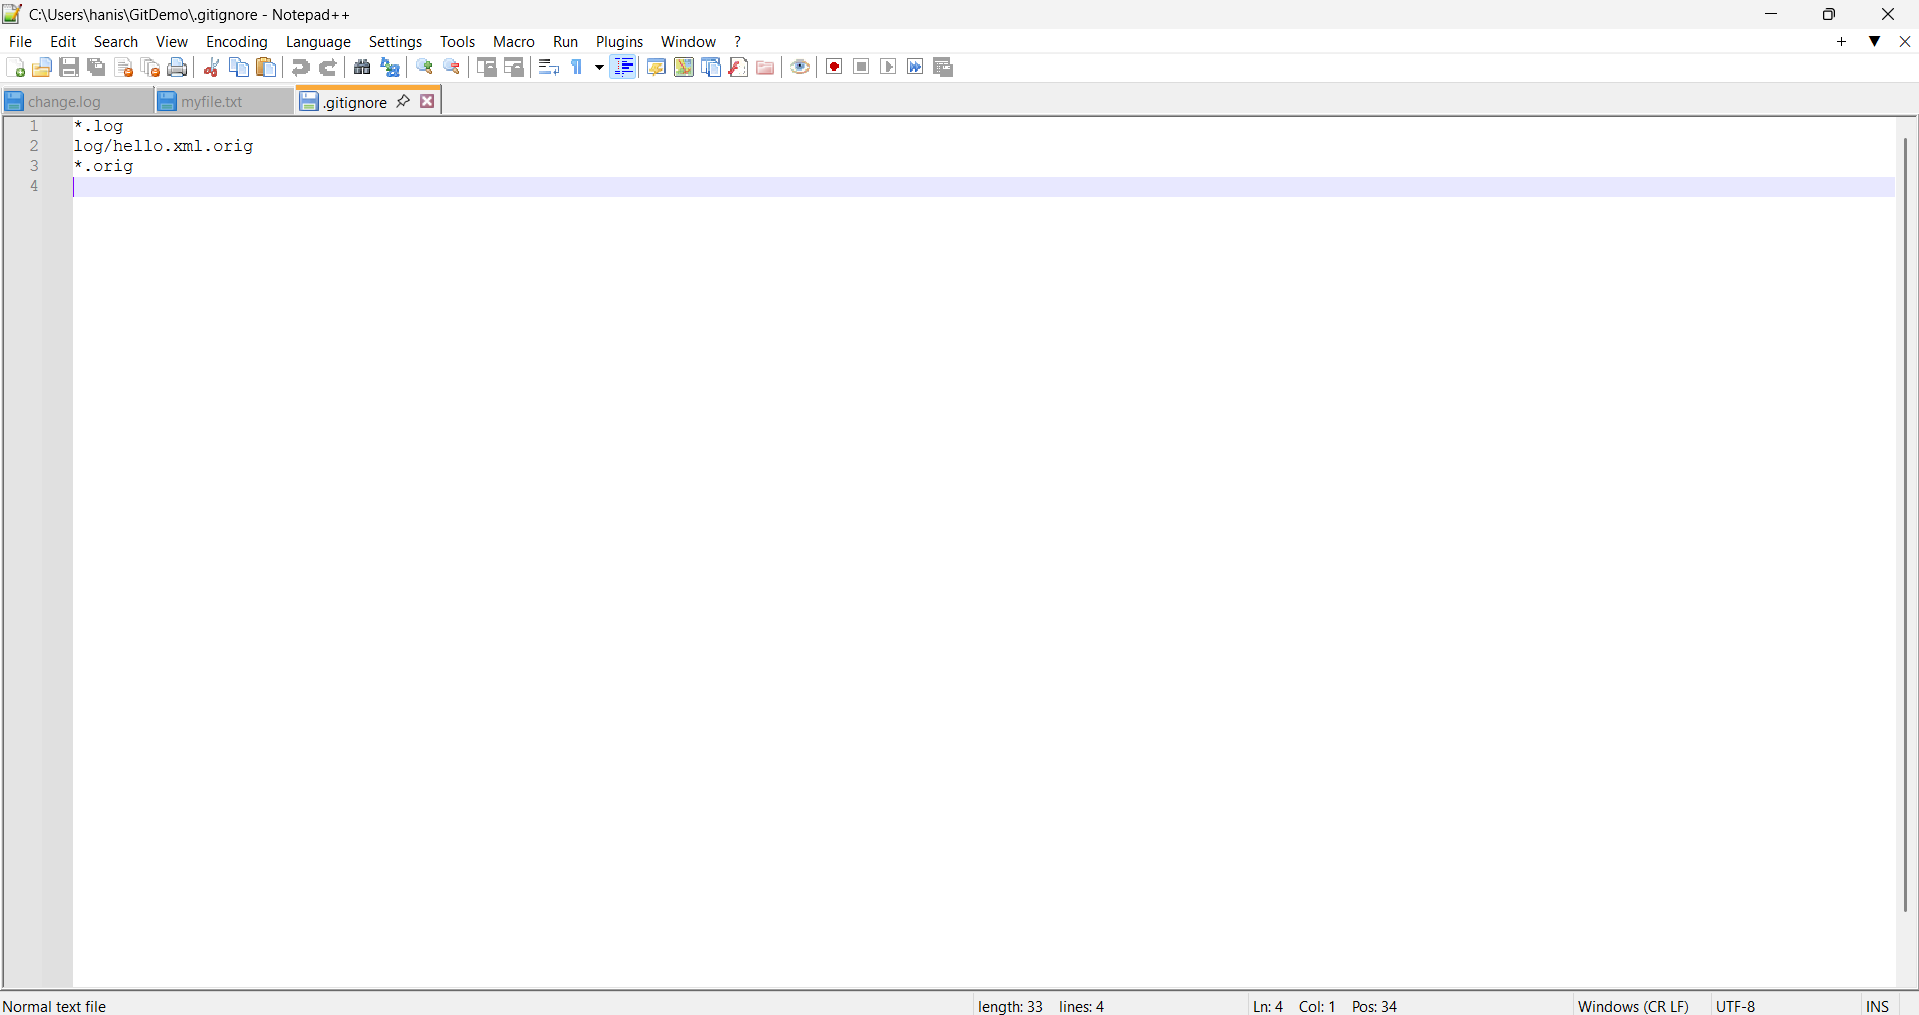 C:\Users\hanis\GitDemo\.gitignore - Notepad++
File Edit Search View Encoding Language Settings Tools Macro Run Plugins Window ?
change.log myfile.txt .gitignore
1 *.log
2 log/hello.xml.orig
3 *.orig
4
Normal text file length: 33 lines: 4 Ln: 4 Col: 1 Pos: 34 Windows (CR LF) UTF-8 INS